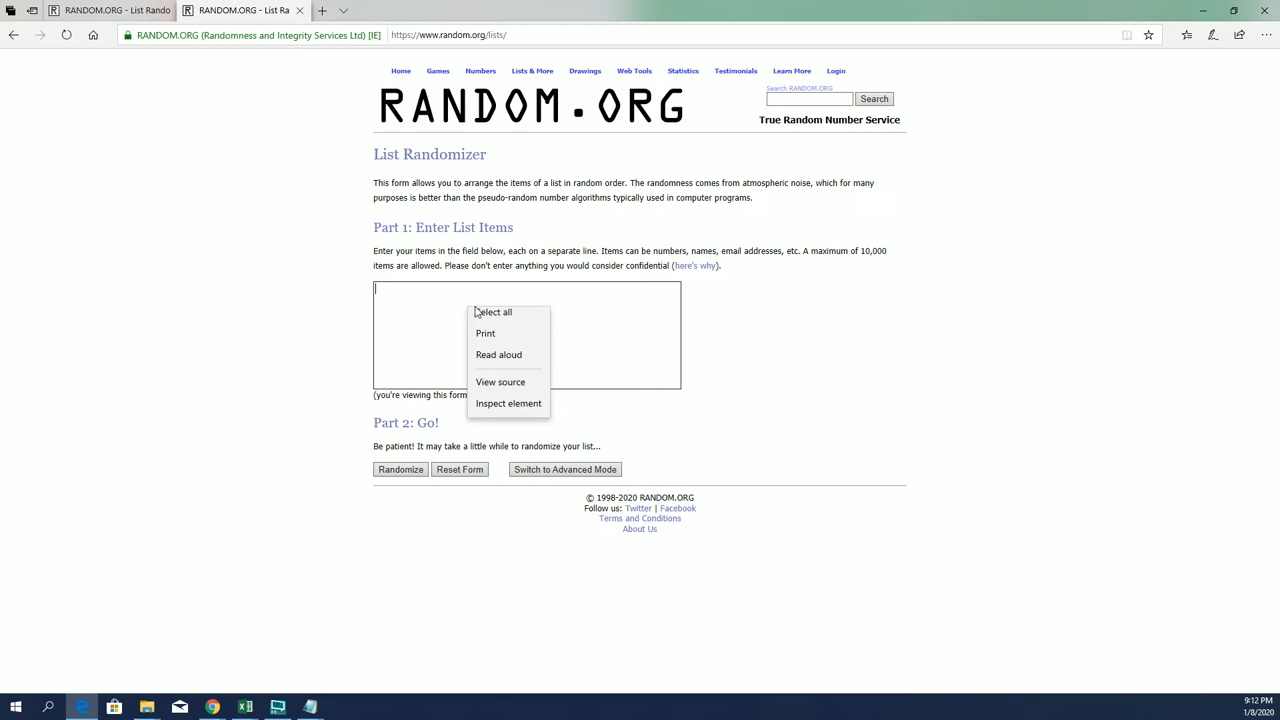 RANDOM.ORG - List Rando
RANDOM.ORG - List Ra
RANDOM.ORG (Randomness and Integrity Services Ltd) [IE]
https://www.random.org/lists/
Home Games Numbers Lists & More Drawings Web Tools Statistics Testimonials Learn More Login
RANDOM.ORG
Search RANDOM.ORG
Search
True Random Number Service
List Randomizer
This form allows you to arrange the items of a list in random order. The randomness comes from atmospheric noise, which for many
purposes is better than the pseudo-random number algorithms typically used in computer programs.
Part 1: Enter List Items
Enter your items in the field below, each on a separate line. Items can be numbers, names, email addresses, etc. A maximum of 10,000
items are allowed. Please don't enter anything you would consider confidential (here's why).
Select all
Print
Read aloud
View source
Inspect element
(you're viewing this form
Part 2: Go!
Be patient! It may take a little while to randomize your list...
Randomize Reset Form Switch to Advanced Mode
© 1998-2020 RANDOM.ORG
Follow us: Twitter | Facebook
Terms and Conditions
About Us
9:12 PM
1/8/2020